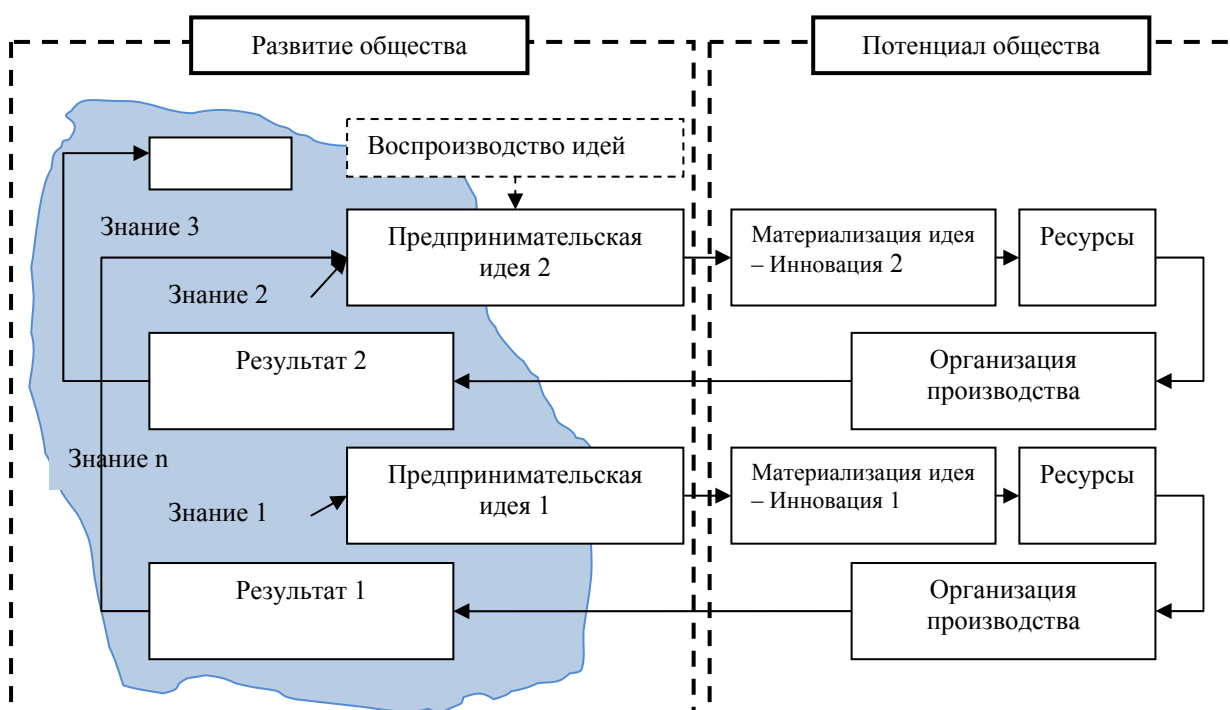 Развитие общества
Потенциал общества
Воспроизводство идей
Знание 3
Предпринимательская
идея 2
Материализация идея
– Инновация 2
Ресурсы
Знание 2
Результат 2
Организация
производства
Знание n
Предпринимательская
идея 1
Материализация идея
– Инновация 1
Ресурсы
Знание 1
Результат 1
Организация
производства